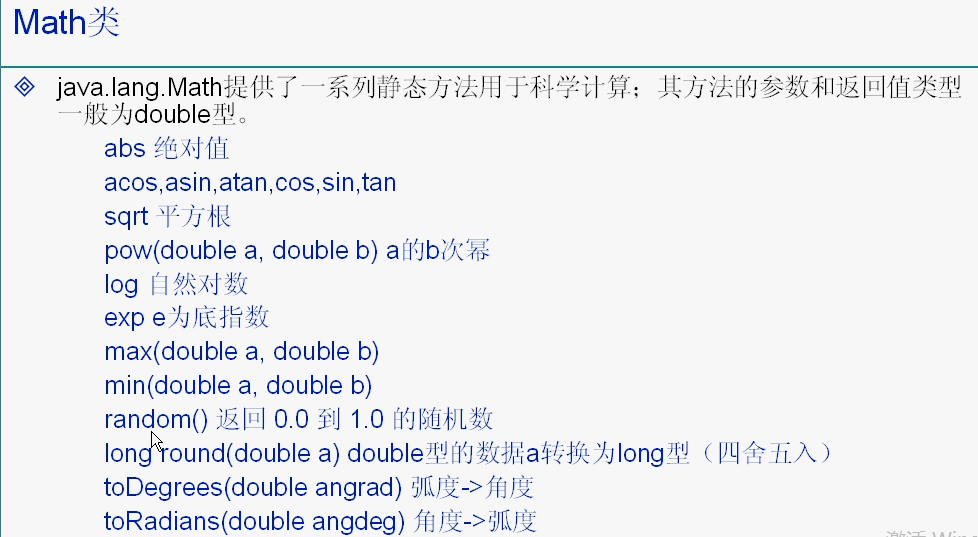 Math类
java.lang.Math提供了一系列静态方法用于科学计算；其方法的参数和返回值类型
一般为double型。
abs 绝对值
acos,asin,atan,cos,sin,tan
sqrt 平方根
pow(double a, double b) a的b次幂
log 自然对数
exp e为底指数
max(double a, double b)
min(double a, double b)
random() 返回 0.0 到 1.0 的随机数
long round(double a) double型的数据a转换为long型（四舍五入）
toDegrees(double angrad) 弧度->角度
toRadians(double angdeg) 角度->弧度